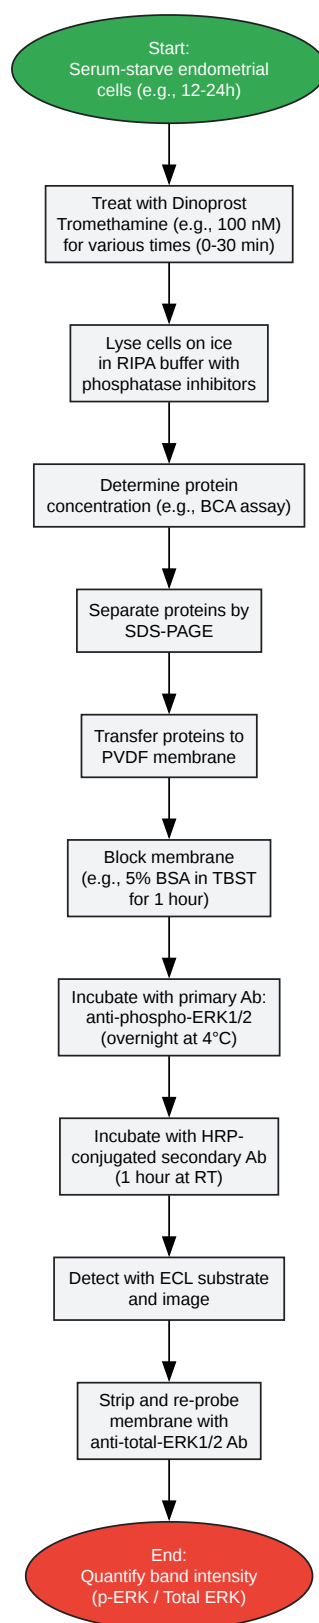 Start:
Serum-starve endometrial
cells (e.g., 12-24h)
Treat with Dinoprost
Tromethamine (e.g., 100 nM)
for various times (0-30 min)
Lyse cells on ice
in RIPA buffer with
phosphatase inhibitors
Determine protein
concentration (e.g., BCA assay)
Separate proteins by
SDS-PAGE
Transfer proteins to
PVDF membrane
Block membrane
(e.g., 5% BSA in TBST
for 1 hour)
Incubate with primary Ab:
anti-phospho-ERK1/2
(overnight at 4°C)
Incubate with HRP-
conjugated secondary Ab
(1 hour at RT)
Detect with ECL substrate
and image
Strip and re-probe
membrane with
anti-total-ERK1/2 Ab
End:
Quantify band intensity
(p-ERK / Total ERK)